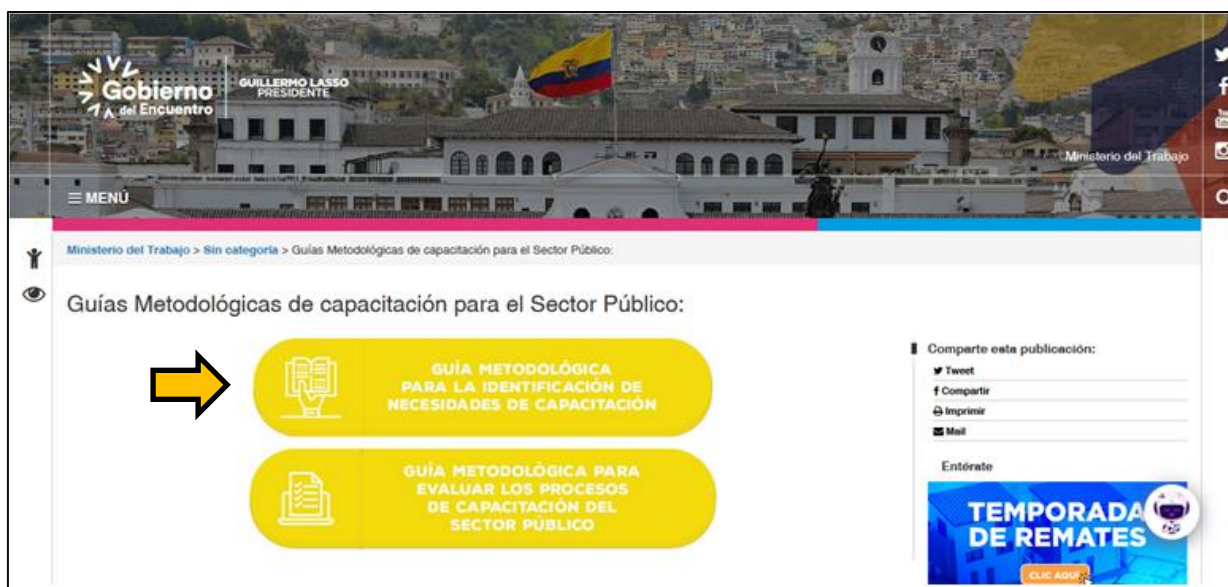 Gobierno
del Encuentro
GUILLERMO LASSO
PRESIDENTE
Ministerio del Trabajo
MENÚ
Ministerio del Trabajo > Sin categoría > Guías Metodológicas de capacitación para el Sector Público:
Guías Metodológicas de capacitación para el Sector Público:
GUÍA METODOLÓGICA
PARA LA IDENTIFICACIÓN DE
NECESIDADES DE CAPACITACIÓN
GUÍA METODOLÓGICA PARA
EVALUAR LOS PROCESOS
DE CAPACITACIÓN DEL
SECTOR PÚBLICO
Comparte esta publicación:
Tweet
Compartir
Imprimir
Mail
Entérate
TEMPORADA
DE REMATES
CLIC AQUÍ